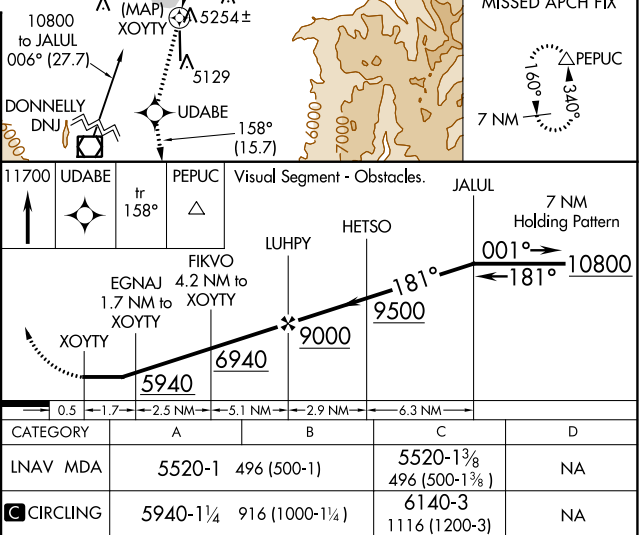 10800
to JALUL
006° (27.7)
(MAP)
XOYTY
5254±
5129
DONNELLY
DNJ
UDABE
158°
(15.7)
6000
6000
7000
MISSED APCH FIX
PEPUC
160°
340°
7 NM
11700
UDABE
tr
158°
PEPUC
Visual Segment - Obstacles.
JALUL
7 NM
Holding Pattern
HETSO
LUHPY
FIKVO
4.2 NM to
XOYTY
EGNAJ
1.7 NM to
XOYTY
XOYTY
001°
181°
10800
181°
9500
9000
6940
5940
0.5 1.7 2.5 NM 5.1 NM 2.9 NM 6.3 NM
CATEGORY A B C D
LNAV MDA 5520-1 496 (500-1) 5520-1⅜ 496 (500-1⅜) NA
C CIRCLING 5940-1¼ 916 (1000-1¼) 6140-3 1116 (1200-3) NA